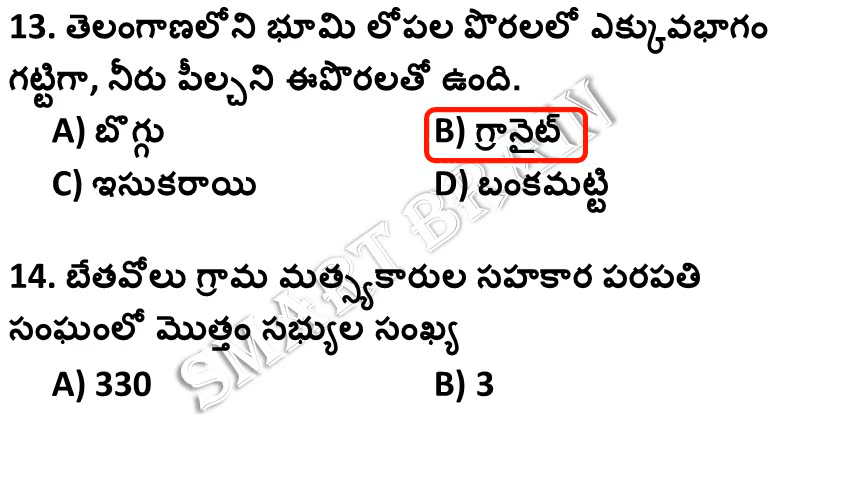 13. తెలంగాణలోని భూమి లోపల పొరలలో ఎక్కువభాగం
గట్టిగా, నీరు పీల్చని ఈపొరలతో ఉంది.
A) బొగ్గు B) గ్రానైట్
C) ఇసుకరాయి D) బంకమట్టి
14. బేతవోలు గ్రామ మత్స్యకారుల సహకార పరపతి
సంఘంలో మొత్తం సభ్యుల సంఖ్య
A) 330 B) 3
SMART BRAIN